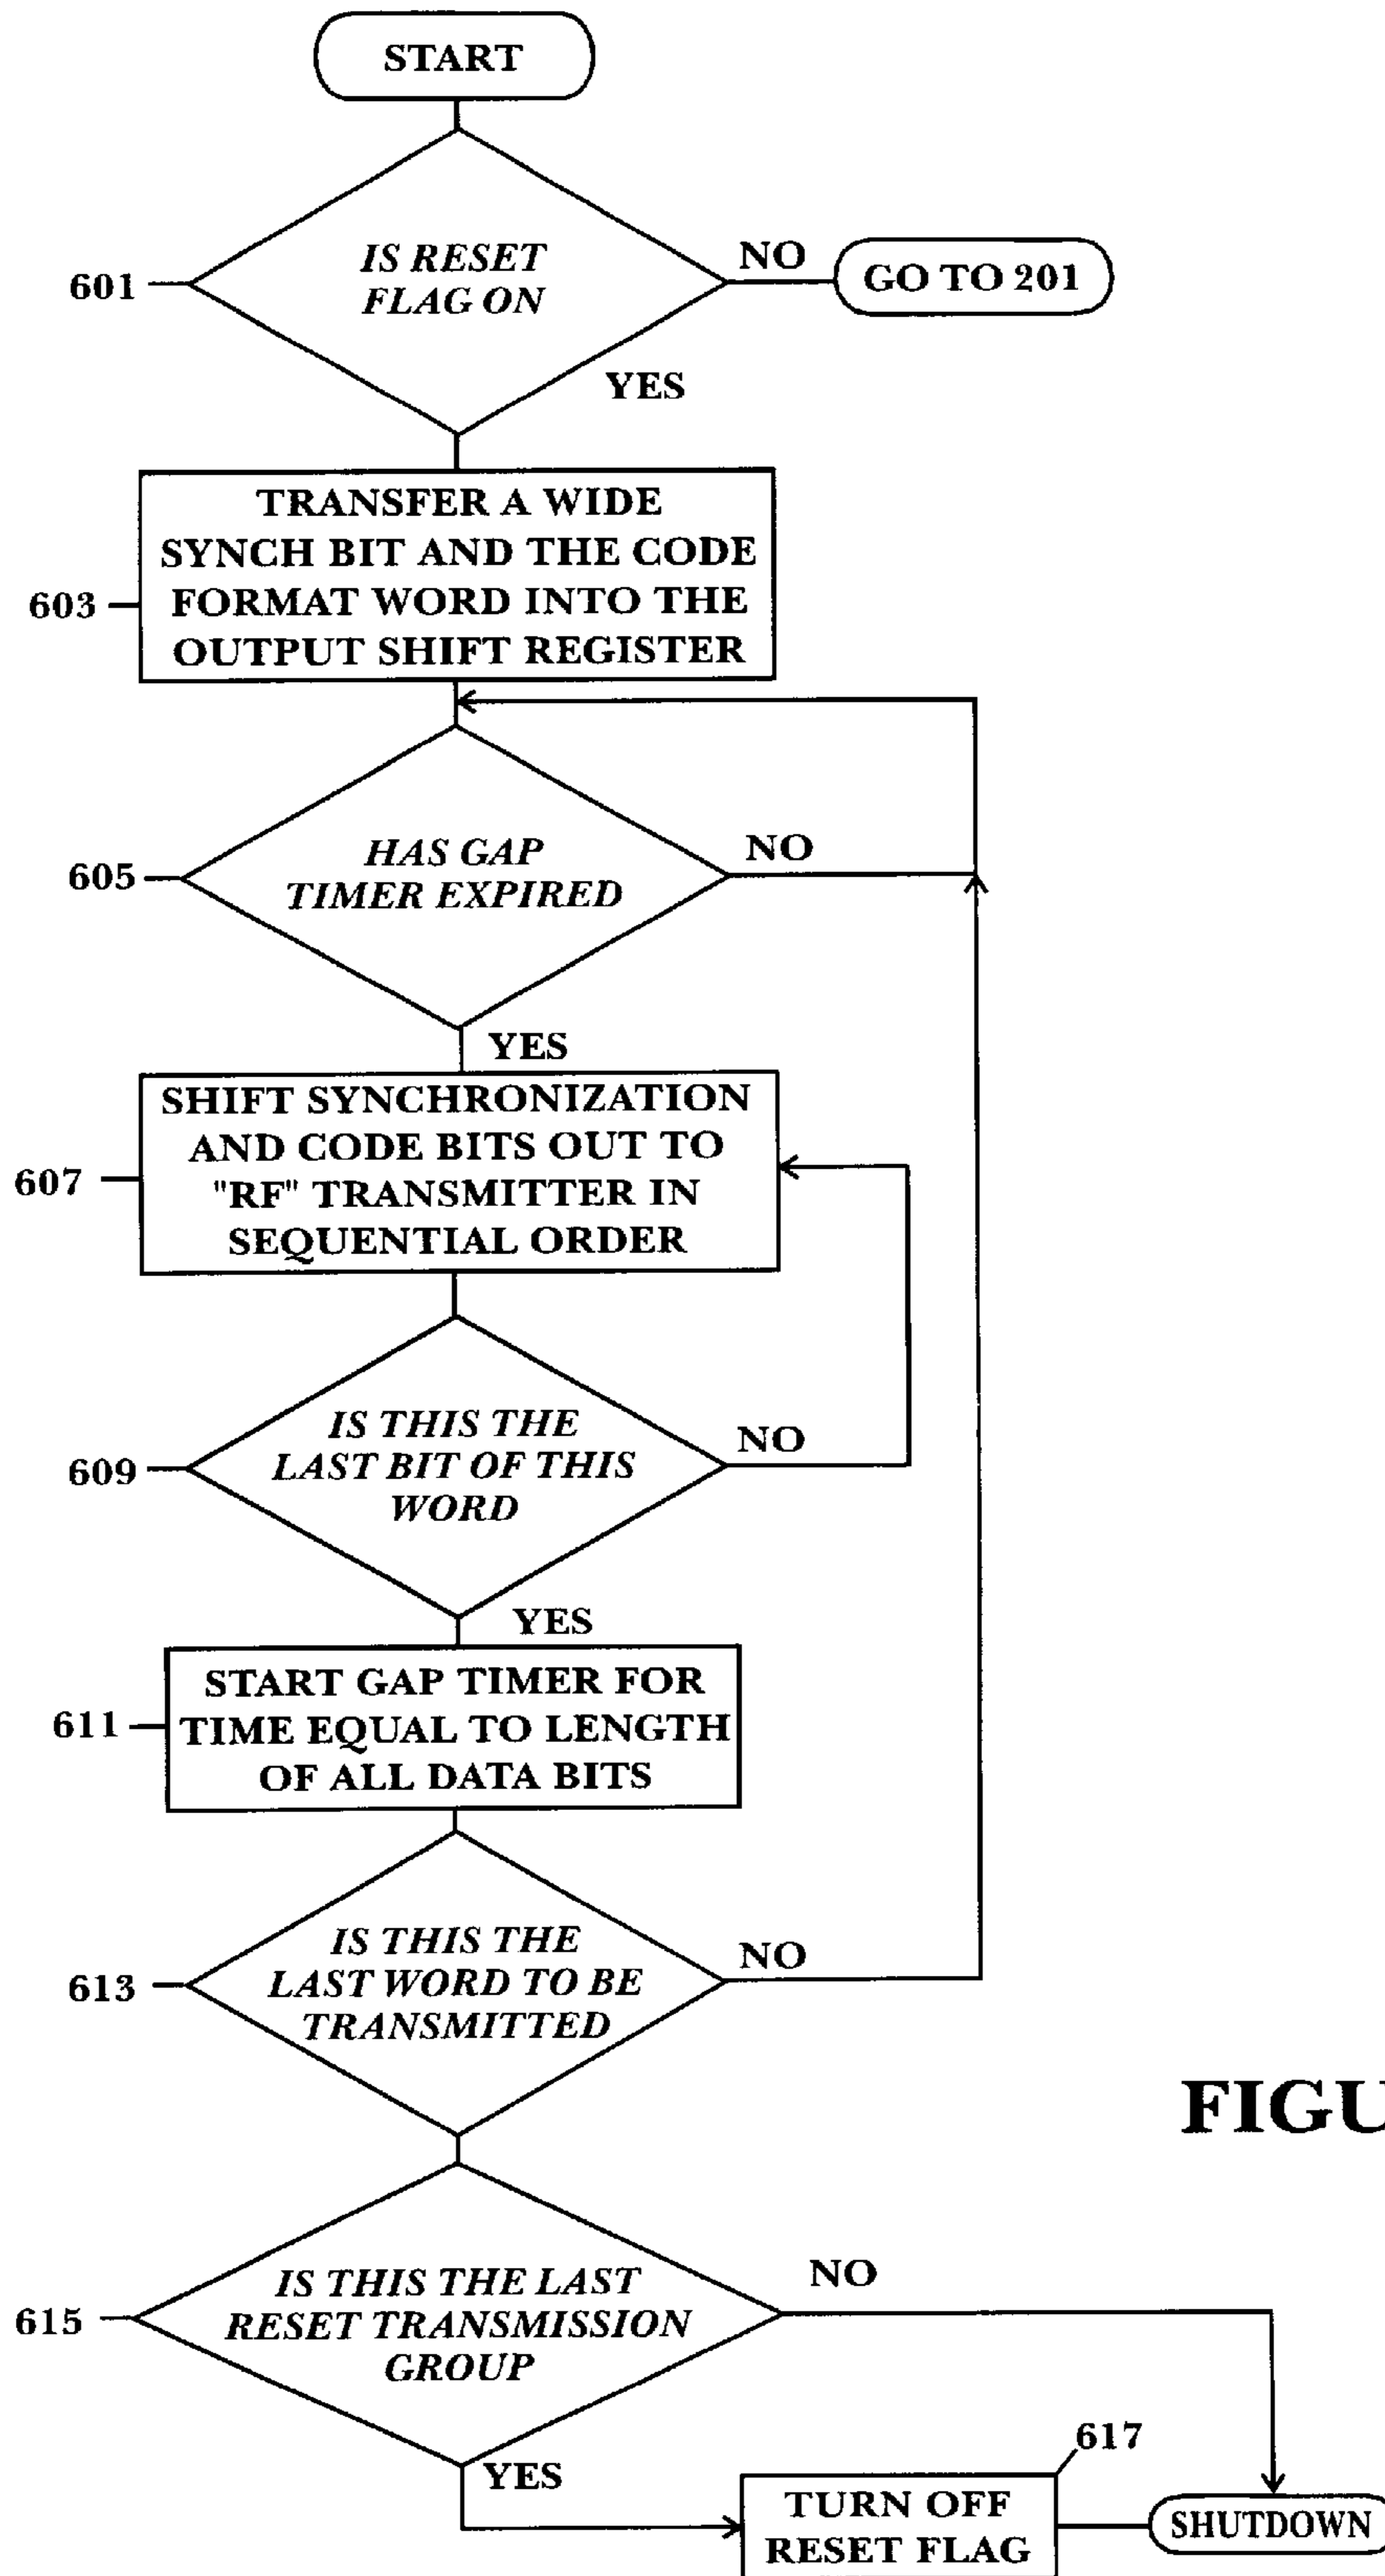 START
601
IS RESET
FLAG ON
NO
GO TO 201
YES
603
TRANSFER A WIDE
SYNCH BIT AND THE CODE
FORMAT WORD INTO THE
OUTPUT SHIFT REGISTER
605
HAS GAP
TIMER EXPIRED
NO
YES
607
SHIFT SYNCHRONIZATION
AND CODE BITS OUT TO
"RF" TRANSMITTER IN
SEQUENTIAL ORDER
609
IS THIS THE
LAST BIT OF THIS
WORD
NO
YES
611
START GAP TIMER FOR
TIME EQUAL TO LENGTH
OF ALL DATA BITS
613
IS THIS THE
LAST WORD TO BE
TRANSMITTED
NO
FIGU
615
IS THIS THE LAST
RESET TRANSMISSION
GROUP
NO
YES
617
TURN OFF
RESET FLAG
SHUTDOWN